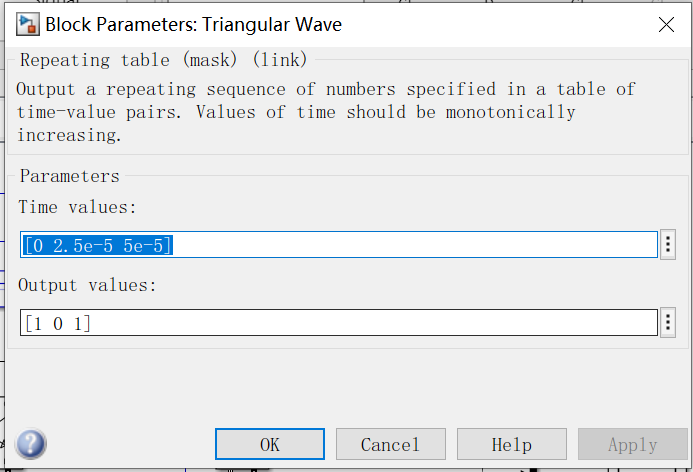 Block Parameters: Triangular Wave
Repeating table (mask) (link)
Output a repeating sequence of numbers specified in a table of
time-value pairs. Values of time should be monotonically
increasing.
Parameters
Time values:
[0 2.5e-5 5e-5]
Output values:
[1 0 1]
OK Cancel Help Apply